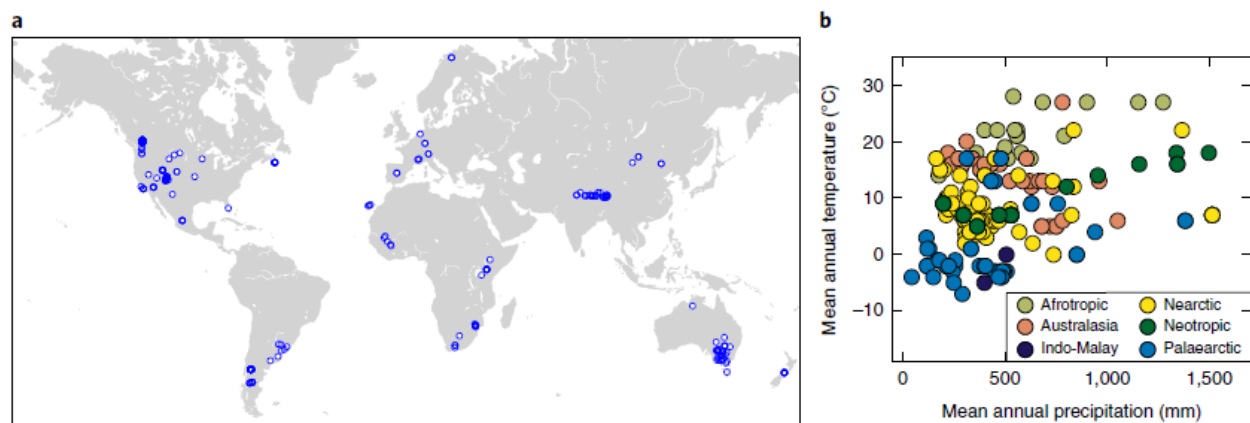 a
b
Mean annual temperature (°C)
30
20
10
0
−10
Afrotropic
Nearctic
Australasia
Neotropic
Indo-Malay
Palaearctic
0
500
1,000
1,500
Mean annual precipitation (mm)